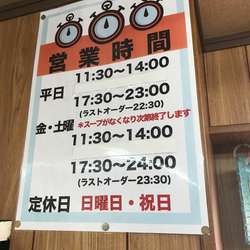 営業時間
平日 11:30〜14:00
17:30〜23:00
(ラストオーダー22:30)
金・土曜 *スープがなくなり次第終了します
11:30〜14:00
17:30〜24:00
(ラストオーダー23:30)
定休日 日曜日・祝日